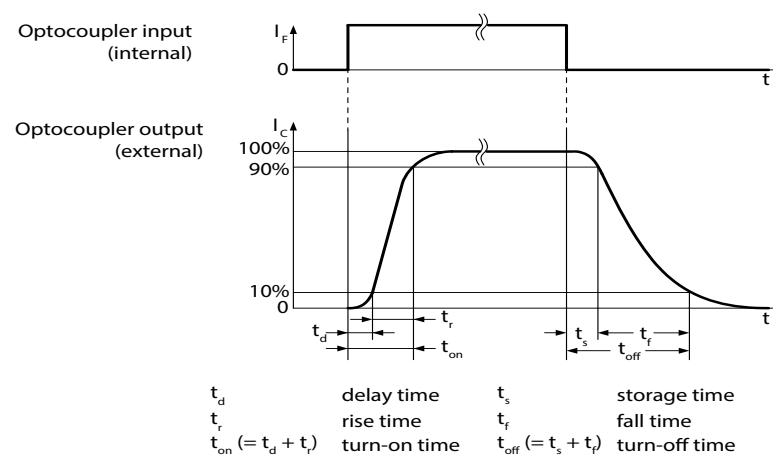 Optocoupler input
(internal)
I_F
0
t
Optocoupler output
(external)
I_C
100%
90%
10%
0
t
t_d
t_r
t_on
t_s
t_f
t_off
t_d delay time t_s storage time
t_r rise time t_f fall time
t_on (= t_d + t_r) turn-on time t_off (= t_s + t_f) turn-off time